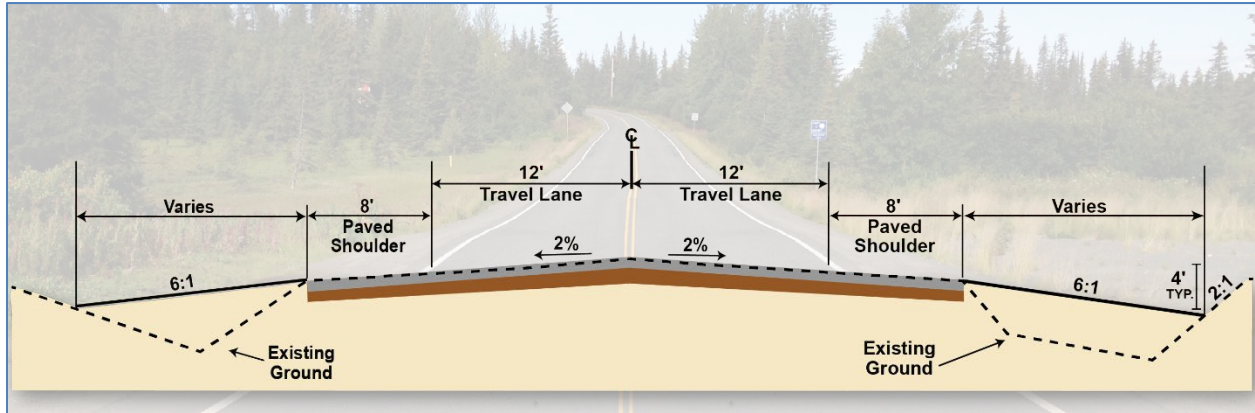 ℄
12'
Travel Lane
12'
Travel Lane
Varies
8'
Paved
Shoulder
8'
Paved
Shoulder
Varies
2%
2%
6:1
6:1
4'
TYP.
2:1
Existing
Ground
Existing
Ground